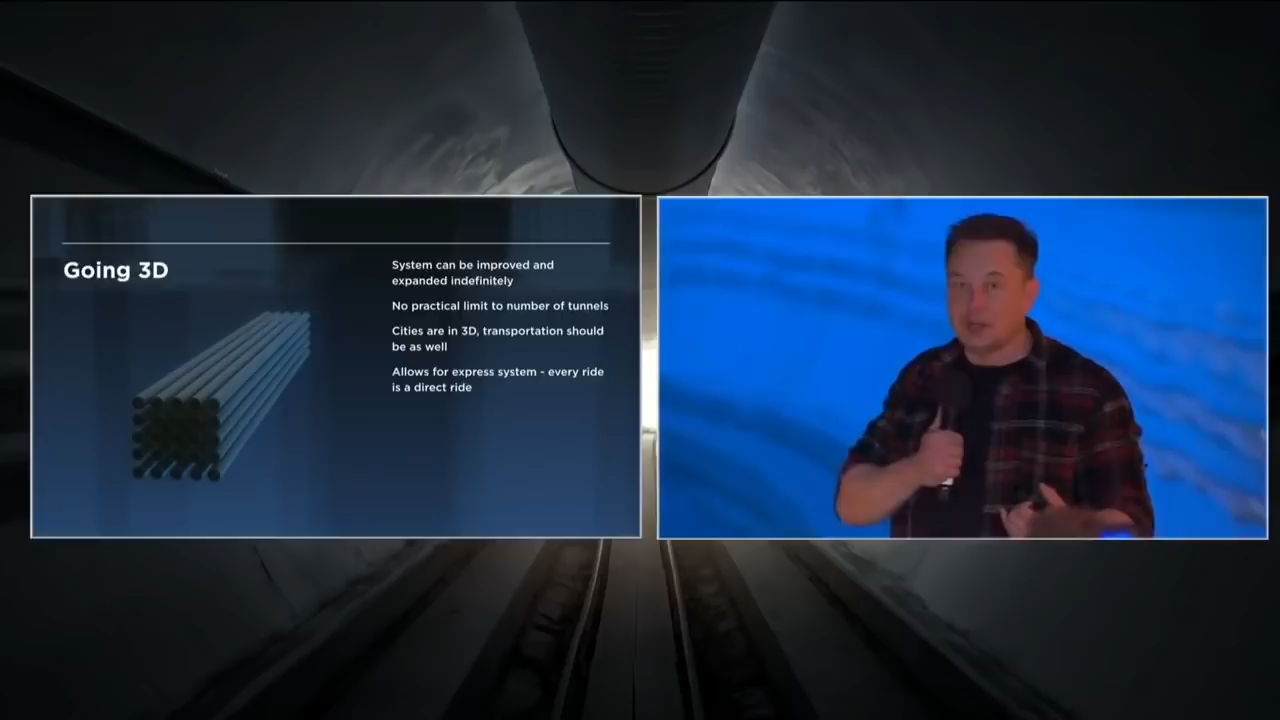 Going 3D
System can be improved and
expanded indefinitely
No practical limit to number of tunnels
Cities are in 3D, transportation should
be as well
Allows for express system - every ride
is a direct ride